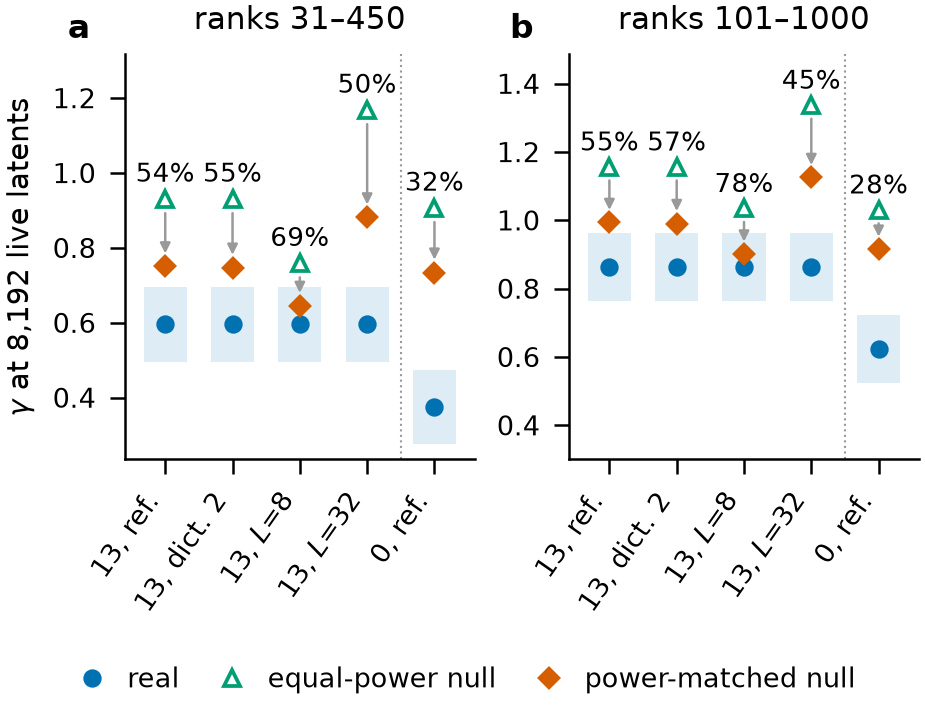 a
ranks 31–450
b
ranks 101–1000
γ at 8,192 live latents
1.2
1.0
0.8
0.6
0.4
54%
55%
69%
50%
32%
13, ref.
13, dict. 2
13, L=8
13, L=32
0, ref.
1.4
1.2
1.0
0.8
0.6
0.4
55%
57%
78%
45%
28%
13, ref.
13, dict. 2
13, L=8
13, L=32
0, ref.
real
equal-power null
power-matched null